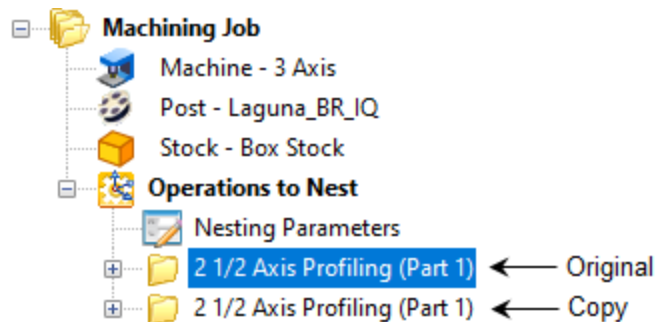 Machining Job
Machine - 3 Axis
Post - Laguna_BR_IQ
Stock - Box Stock
Operations to Nest
Nesting Parameters
2 1/2 Axis Profiling (Part 1) Original
2 1/2 Axis Profiling (Part 1) Copy